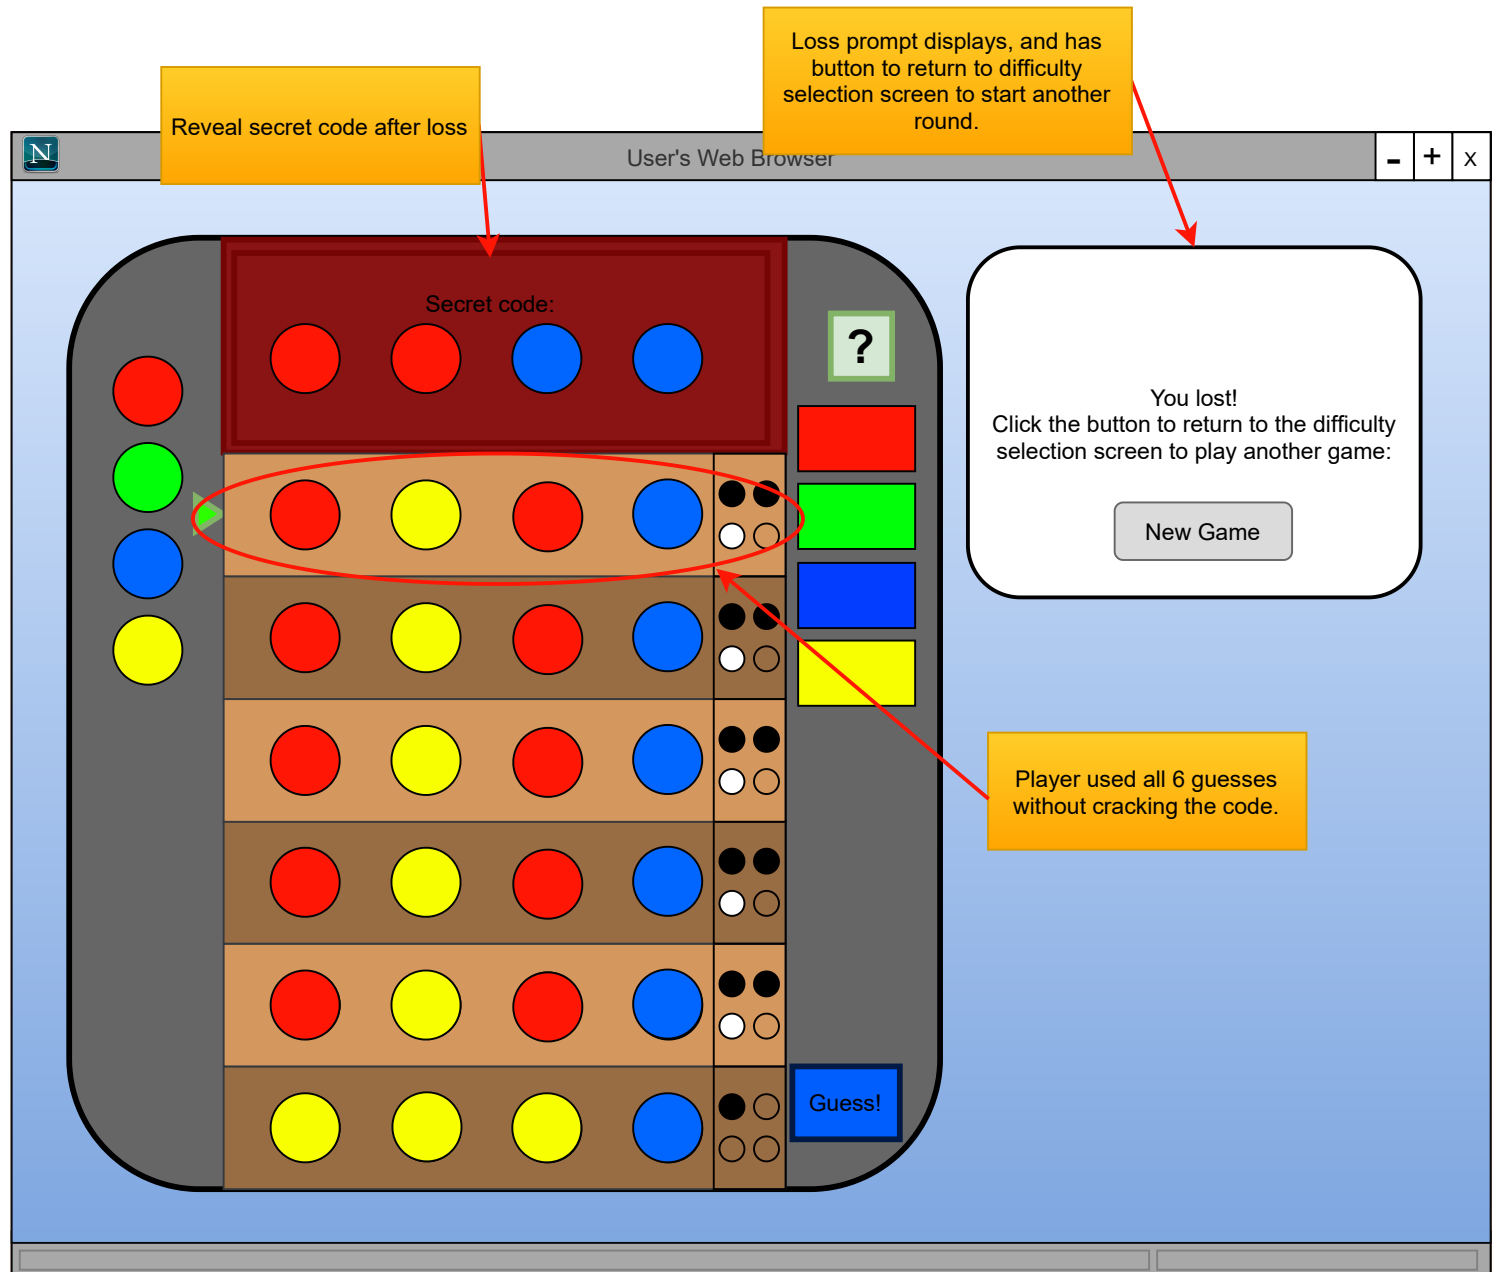 Loss prompt displays, and has
button to return to difficulty
selection screen to start another
round.
Reveal secret code after loss
N
User's Web Browser
- + x
Secret code:
?
You lost!
Click the button to return to the difficulty
selection screen to play another game:
New Game
Player used all 6 guesses
without cracking the code.
Guess!